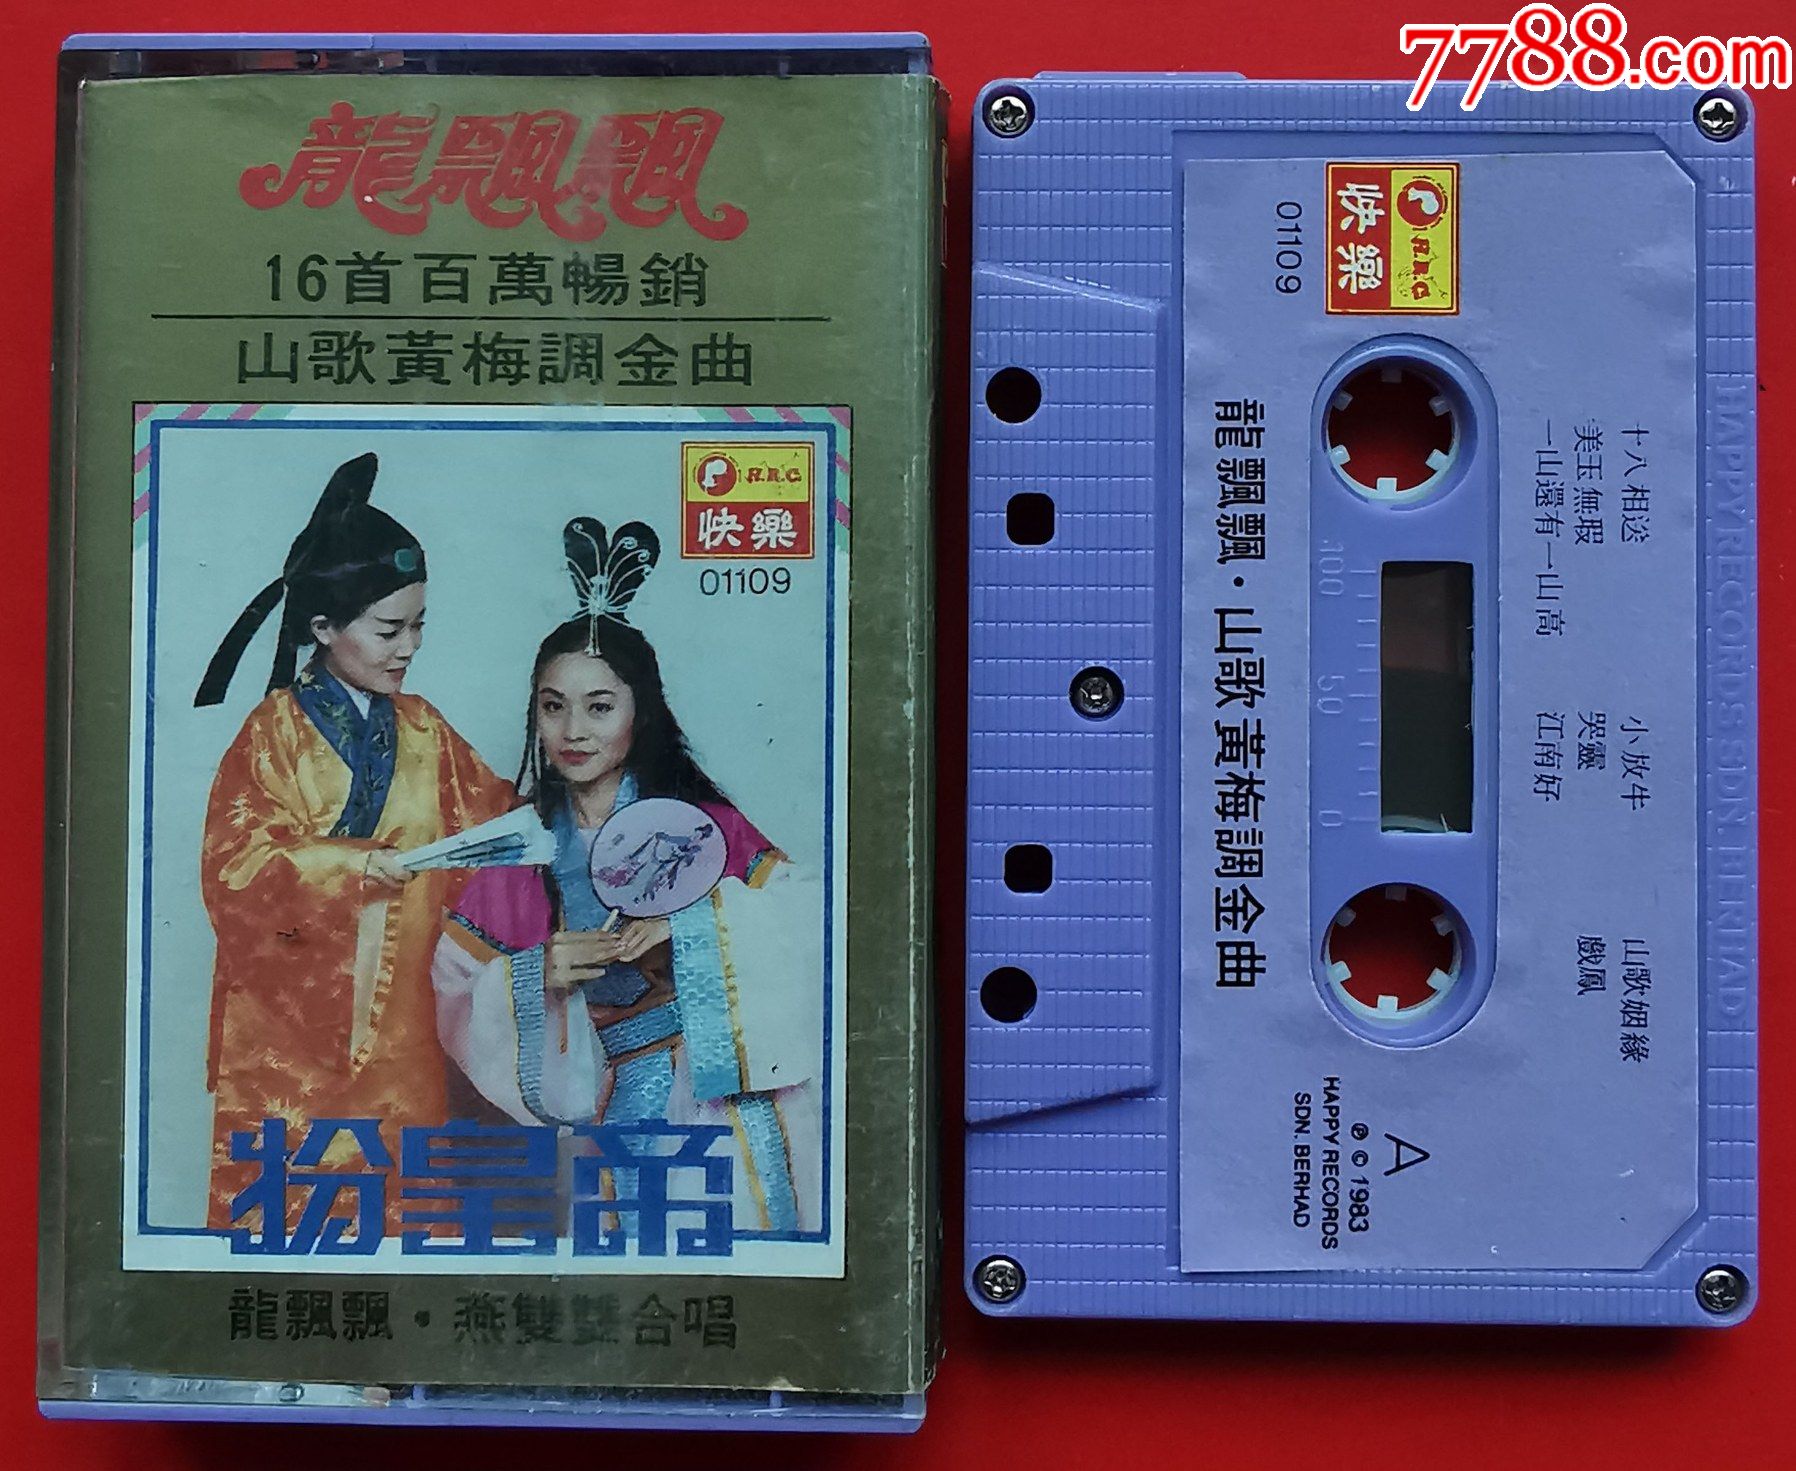 7788.com
龍飄飄
16首百萬暢銷
山歌黃梅調金曲
H.R.C.
快樂
01109
扮皇帝
龍飄飄・燕雙雙合唱
H.R.C.
快樂
01109
龍飄飄・山歌黃梅調金曲
十八相送 小放牛 山歌姻緣
美玉無瑕 哭靈 戲鳳
一山還有一山高 江南好
100 50 0
A
℗ © 1983
HAPPY RECORDS
SDN. BERHAD
HAPPY RECORDS SDN. BERHAD